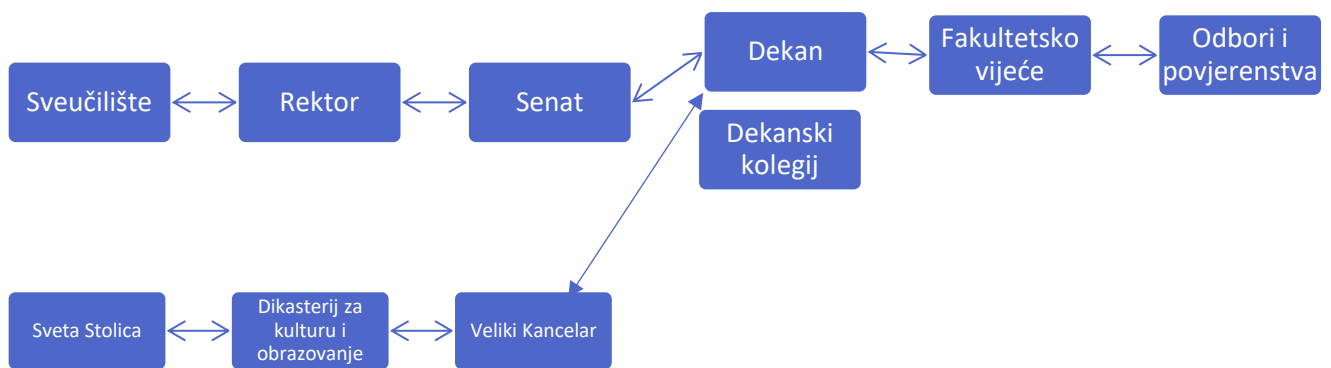 Sveučilište
Rektor
Senat
Dekan
Fakultetsko
vijeće
Odbori i
povjerenstva
Dekanski
kolegij
Sveta Stolica
Dikasterij za
kulturu i
obrazovanje
Veliki Kancelar